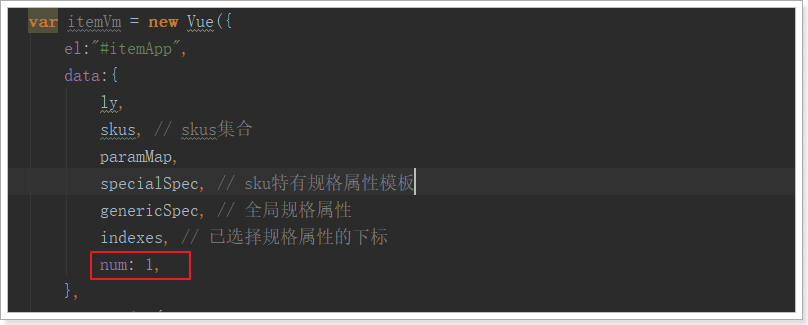 var itemVm = new Vue({
el:"#itemApp",
data:{
ly,
skus, // skus集合
paramMap,
specialSpec, // sku特有规格属性模板
genericSpec, // 全局规格属性
indexes, // 已选择规格属性的下标
num: 1,
},